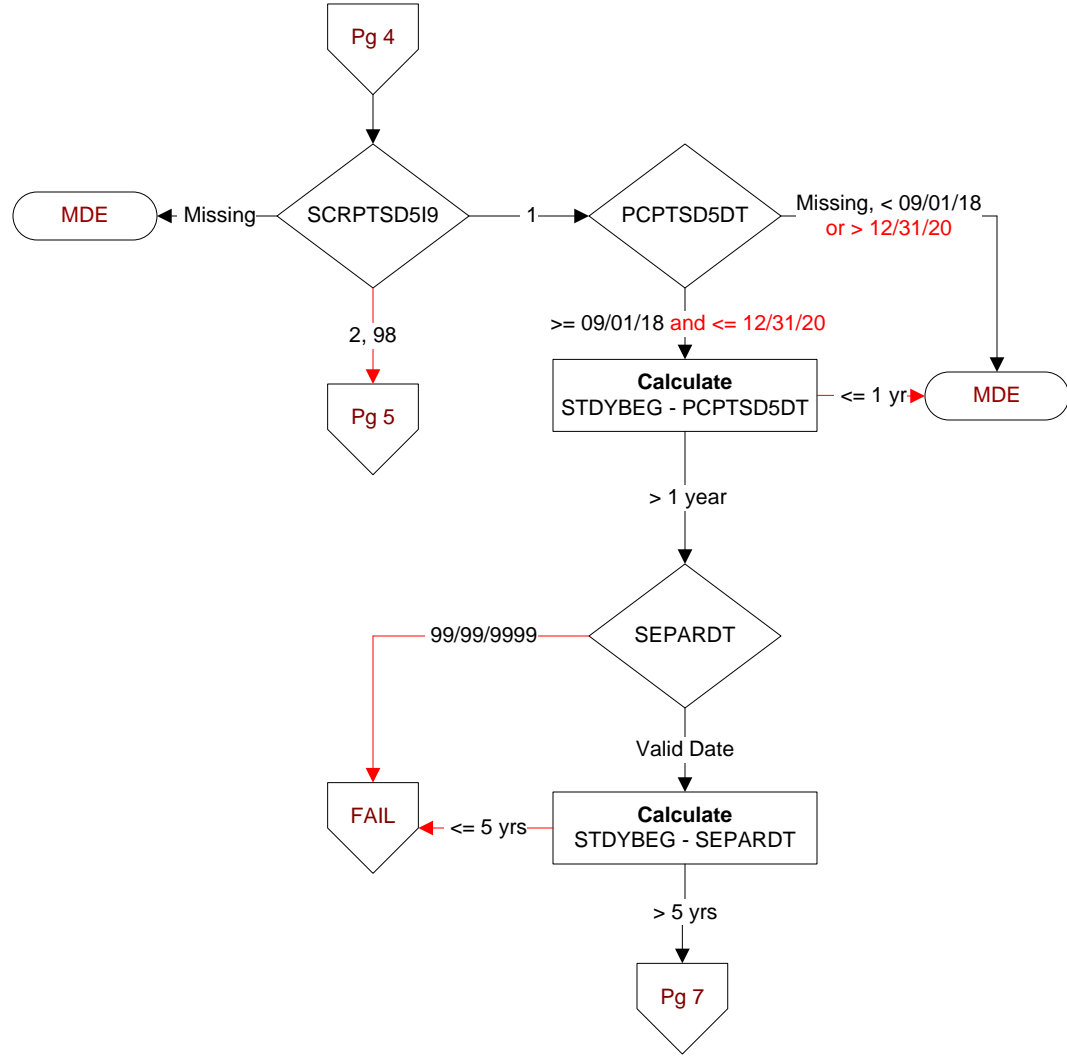 Pg 4
MDE
Missing
SCRPTSD5I9
1
PCPTSD5DT
Missing, < 09/01/18
or > 12/31/20
2, 98
>= 09/01/18 and <= 12/31/20
Pg 5
Calculate
STDYBEG - PCPTSD5DT
<= 1 yr
MDE
> 1 year
99/99/9999
SEPARDT
Valid Date
FAIL
<= 5 yrs
Calculate
STDYBEG - SEPARDT
> 5 yrs
Pg 7